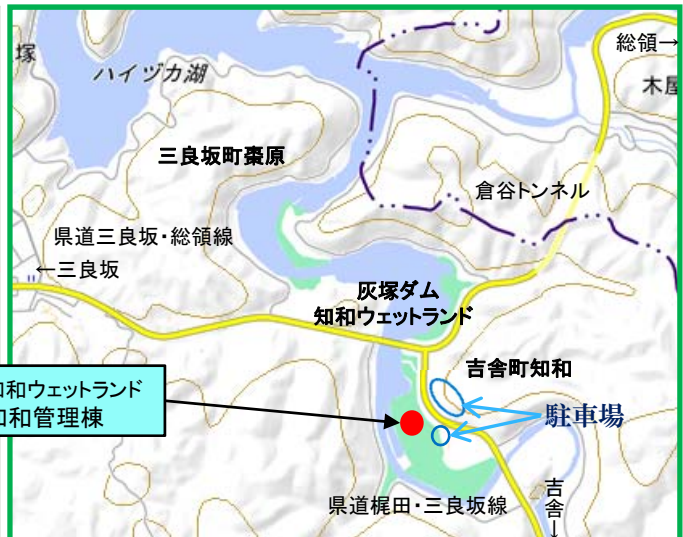 塚
ハイヅカ湖
総領→
木屋
三良坂町棗原
倉谷トンネル
県道三良坂・総領線
←三良坂
灰塚ダム
知和ウェットランド
吉舎町知和
知和ウェットランド
知和管理棟
駐車場
県道梶田・三良坂線
吉舎↓